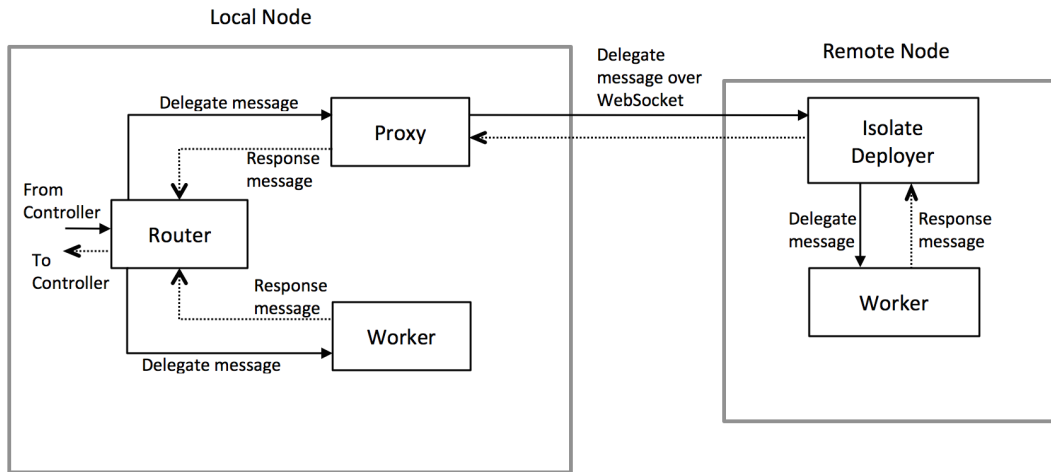 Local Node
Remote Node
Delegate
message over
WebSocket
Delegate message
Proxy
Isolate
Deployer
Response
message
From
Controller
Router
To
Controller
Delegate
message
Response
message
Response
message
Worker
Worker
Delegate message